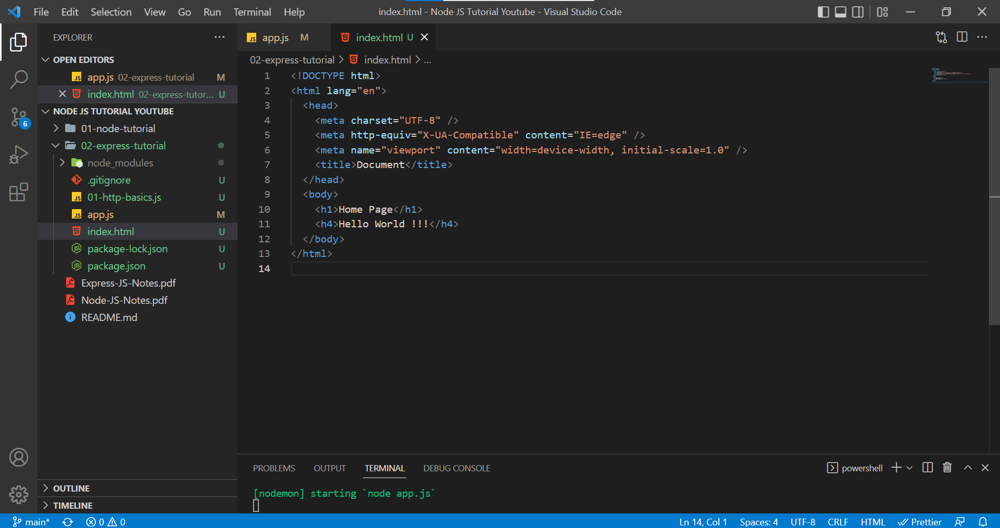 File Edit Selection View Go Run Terminal Help
index.html - Node JS Tutorial Youtube - Visual Studio Code
EXPLORER
OPEN EDITORS
app.js 02-express-tutorial M
index.html 02-express-tutor... U
NODE JS TUTORIAL YOUTUBE
01-node-tutorial
02-express-tutorial
node_modules
.gitignore U
01-http-basics.js U
app.js M
index.html U
package-lock.json U
package.json U
Express-JS-Notes.pdf
Node-JS-Notes.pdf
README.md
OUTLINE
TIMELINE
6
app.js M
index.html U
02-express-tutorial > index.html > ...
1 <!DOCTYPE html>
2 <html lang="en">
3 <head>
4 <meta charset="UTF-8" />
5 <meta http-equiv="X-UA-Compatible" content="IE=edge" />
6 <meta name="viewport" content="width=device-width, initial-scale=1.0" />
7 <title>Document</title>
8 </head>
9 <body>
10 <h1>Home Page</h1>
11 <h4>Hello World !!!</h4>
12 </body>
13 </html>
14
PROBLEMS OUTPUT TERMINAL DEBUG CONSOLE
powershell
[nodemon] starting `node app.js`
main* 0 0
Ln 14, Col 1 Spaces: 4 UTF-8 CRLF HTML Prettier